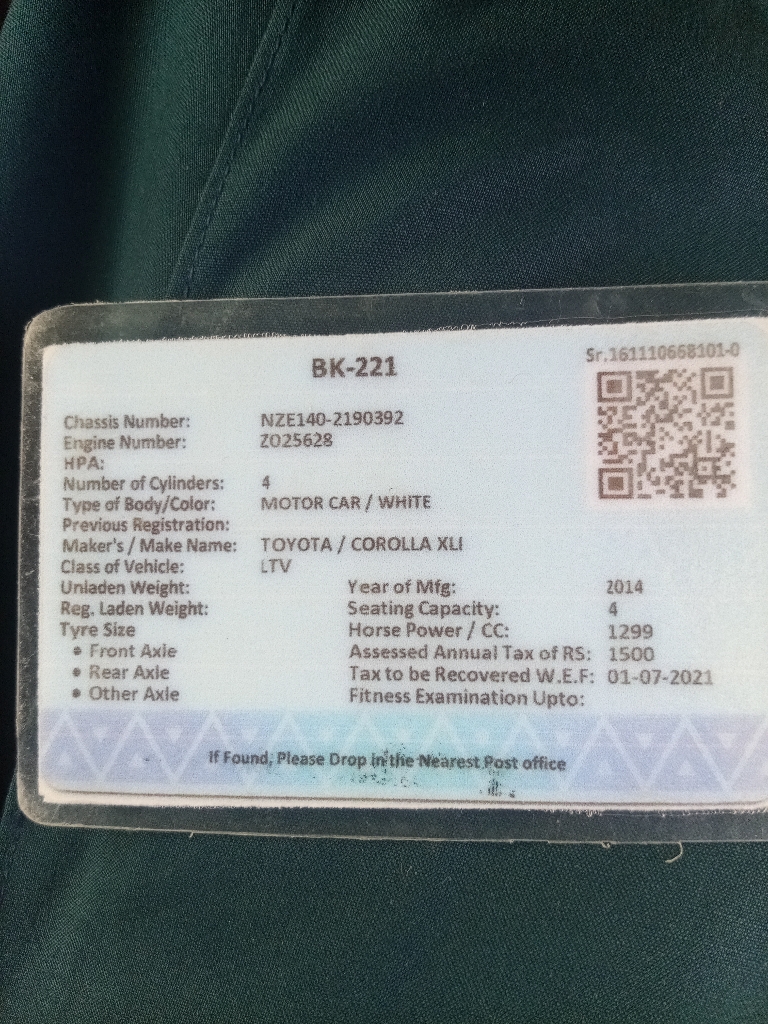 BK-221
Sr.161110668101-0
Chassis Number: NZE140-2190392
Engine Number: Z025628
HPA:
Number of Cylinders: 4
Type of Body/Color: MOTOR CAR / WHITE
Previous Registration:
Maker's / Make Name: TOYOTA / COROLLA XLI
Class of Vehicle: LTV
Unladen Weight: Year of Mfg: 2014
Reg. Laden Weight: Seating Capacity: 4
Tyre Size Horse Power / CC: 1299
• Front Axle Assessed Annual Tax of RS: 1500
• Rear Axle Tax to be Recovered W.E.F: 01-07-2021
• Other Axle Fitness Examination Upto:
If Found, Please Drop in the Nearest Post office